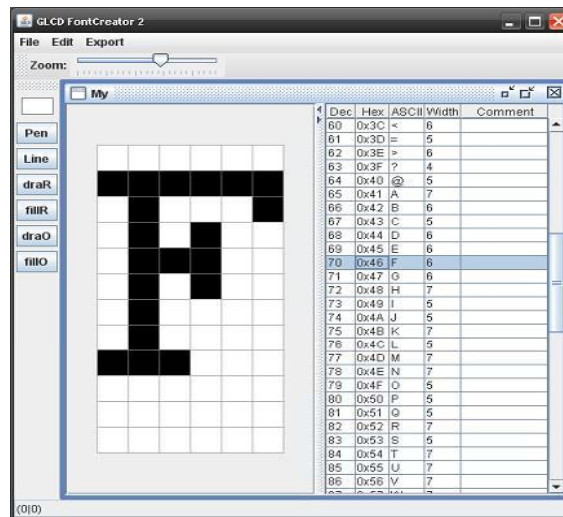 GLCD FontCreator 2
File Edit Export
Zoom:
My
Pen
Line
draR
fillR
draO
fillO
Dec Hex ASCII Width Comment
60 0x3C < 6
61 0x3D = 5
62 0x3E > 6
63 0x3F ? 4
64 0x40 @ 5
65 0x41 A 7
66 0x42 B 6
67 0x43 C 5
68 0x44 D 6
69 0x45 E 6
70 0x46 F 6
71 0x47 G 6
72 0x48 H 7
73 0x49 I 5
74 0x4A J 5
75 0x4B K 7
76 0x4C L 5
77 0x4D M 7
78 0x4E N 7
79 0x4F O 5
80 0x50 P 5
81 0x51 Q 5
82 0x52 R 7
83 0x53 S 5
84 0x54 T 7
85 0x55 U 7
86 0x56 V 7
(0|0)